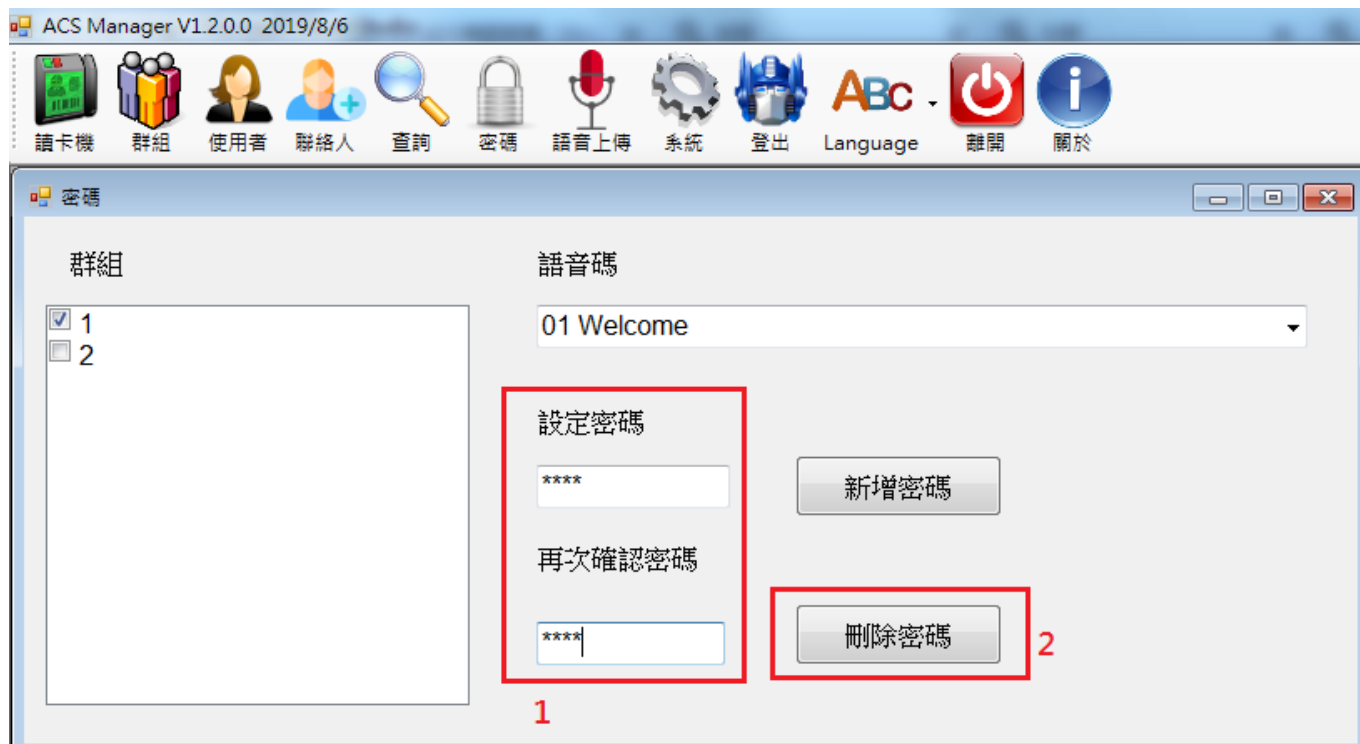 ACS Manager V1.2.0.0 2019/8/6
讀卡機 群組 使用者 聯絡人 查詢 密碼 語音上傳 系統 登出 ABC Language 離開 關於
密碼
群組 語音碼
1 01 Welcome
2
設定密碼
**** 新增密碼
再次確認密碼
**** 刪除密碼 2
1